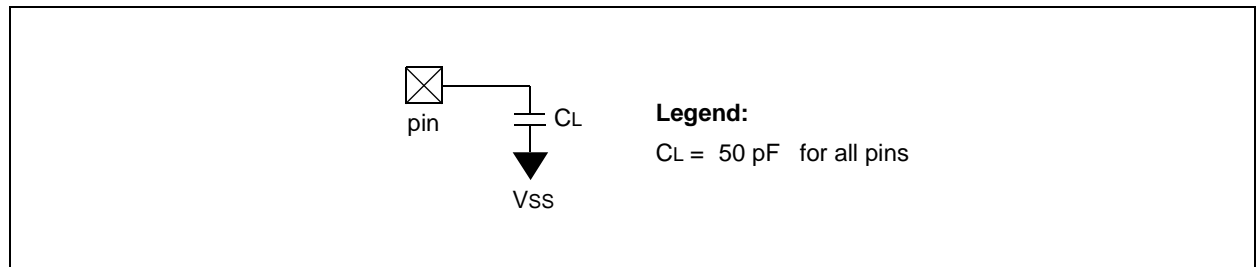 pin
CL
VSS
Legend:
CL = 50 pF for all pins